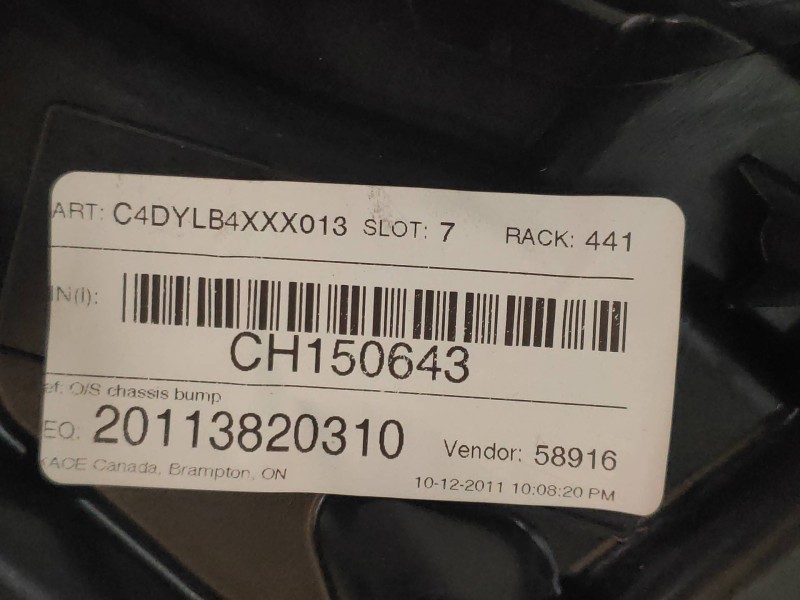 ART: C4DYLB4XXX013 SLOT: 7 RACK: 441
IN(I):
CH150643
ef: O/S chassis bump
EQ: 20113820310 Vendor: 58916
KACE Canada, Brampton, ON
10-12-2011 10:08:20 PM